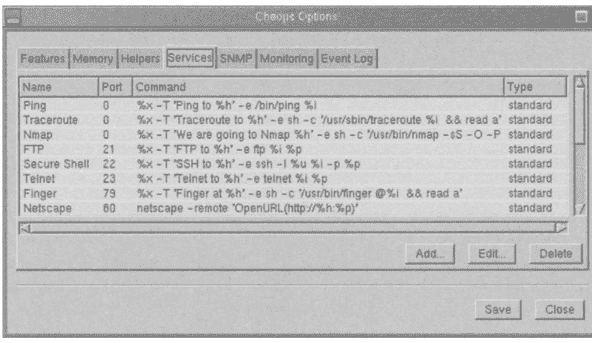 Cheops Options
Features Memory Helpers Services SNMP Monitoring Event Log
Name Port Command Type
Ping 0 %x -T "Ping to %h" -e /bin/ping %i standard
Traceroute 0 %x -T "Traceroute to %h" -e sh -c "/usr/sbin/traceroute %i && read a" standard
Nmap 0 %x -T "We are going to Nmap %h" -e sh -c "/usr/bin/nmap -sS -O -P standard
FTP 21 %x -T "FTP to %h" -e ftp %i %p standard
Secure Shell 22 %x -T "SSH to %h" -e ssh -l %u %i -p %p standard
Telnet 23 %x -T "Telnet to %h" -e telnet %i %p standard
Finger 79 %x -T "Finger at %h" -e sh -c "/usr/bin/finger @%i && read a" standard
Netscape 80 netscape -remote "OpenURL(http://%h:%p)" standard
Add... Edit... Delete
Save Close